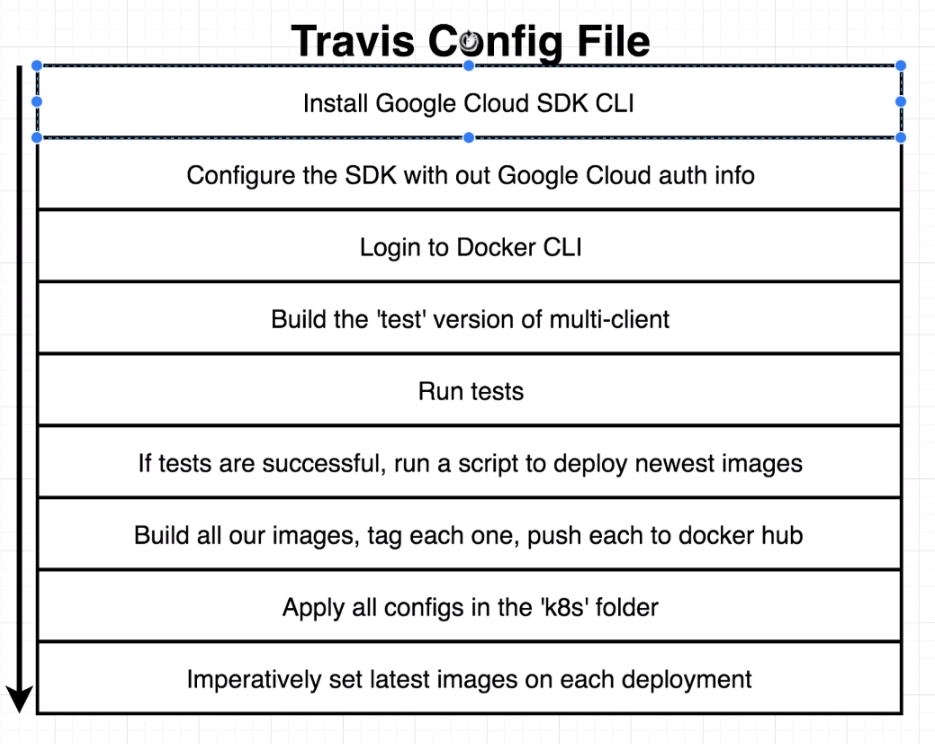 Travis Config File
Install Google Cloud SDK CLI
Configure the SDK with out Google Cloud auth info
Login to Docker CLI
Build the 'test' version of multi-client
Run tests
If tests are successful, run a script to deploy newest images
Build all our images, tag each one, push each to docker hub
Apply all configs in the 'k8s' folder
Imperatively set latest images on each deployment